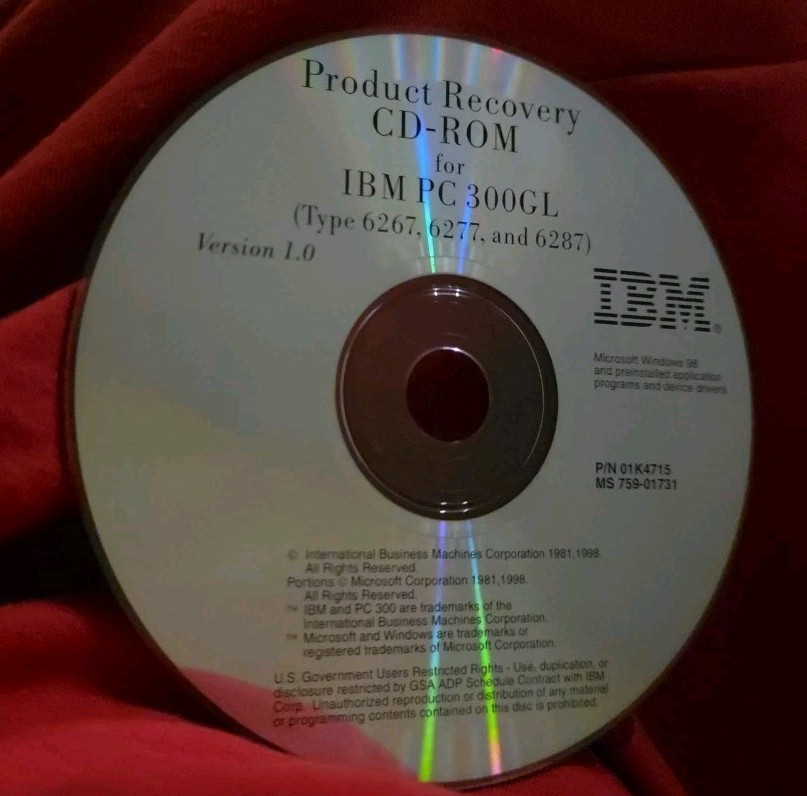 Product Recovery
CD-ROM
for
IBM PC 300GL
(Type 6267, 6277, and 6287)
Version 1.0
IBM®
Microsoft Windows 98
and preinstalled application
programs and device drivers
P/N 01K4715
MS 759-01731
© International Business Machines Corporation 1981,1998.
All Rights Reserved.
Portions © Microsoft Corporation 1981,1998.
All Rights Reserved.
™ IBM and PC 300 are trademarks of the
International Business Machines Corporation.
™ Microsoft and Windows are trademarks or
registered trademarks of Microsoft Corporation.
U.S. Government Users Restricted Rights - Use, duplication, or
disclosure restricted by GSA ADP Schedule Contract with IBM
Corp. Unauthorized reproduction or distribution of any material
or programming contents contained on this disc is prohibited.